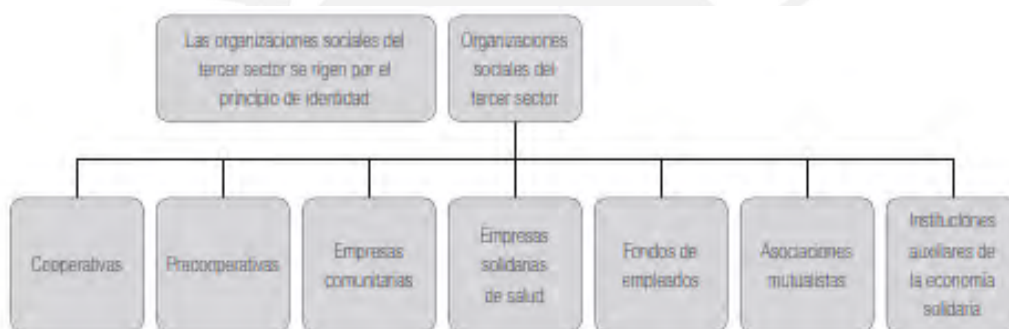 Las organizaciones sociales del
tercer sector se rigen por el
principio de identidad
Organizaciones
sociales del
tercer sector
Cooperativas
Precooperativas
Empresas
comunitarias
Empresas
solidarias
de salud
Fondos de
empleados
Asociaciones
mutualistas
Instituciónes
auxiliares de
la economía
solidaria